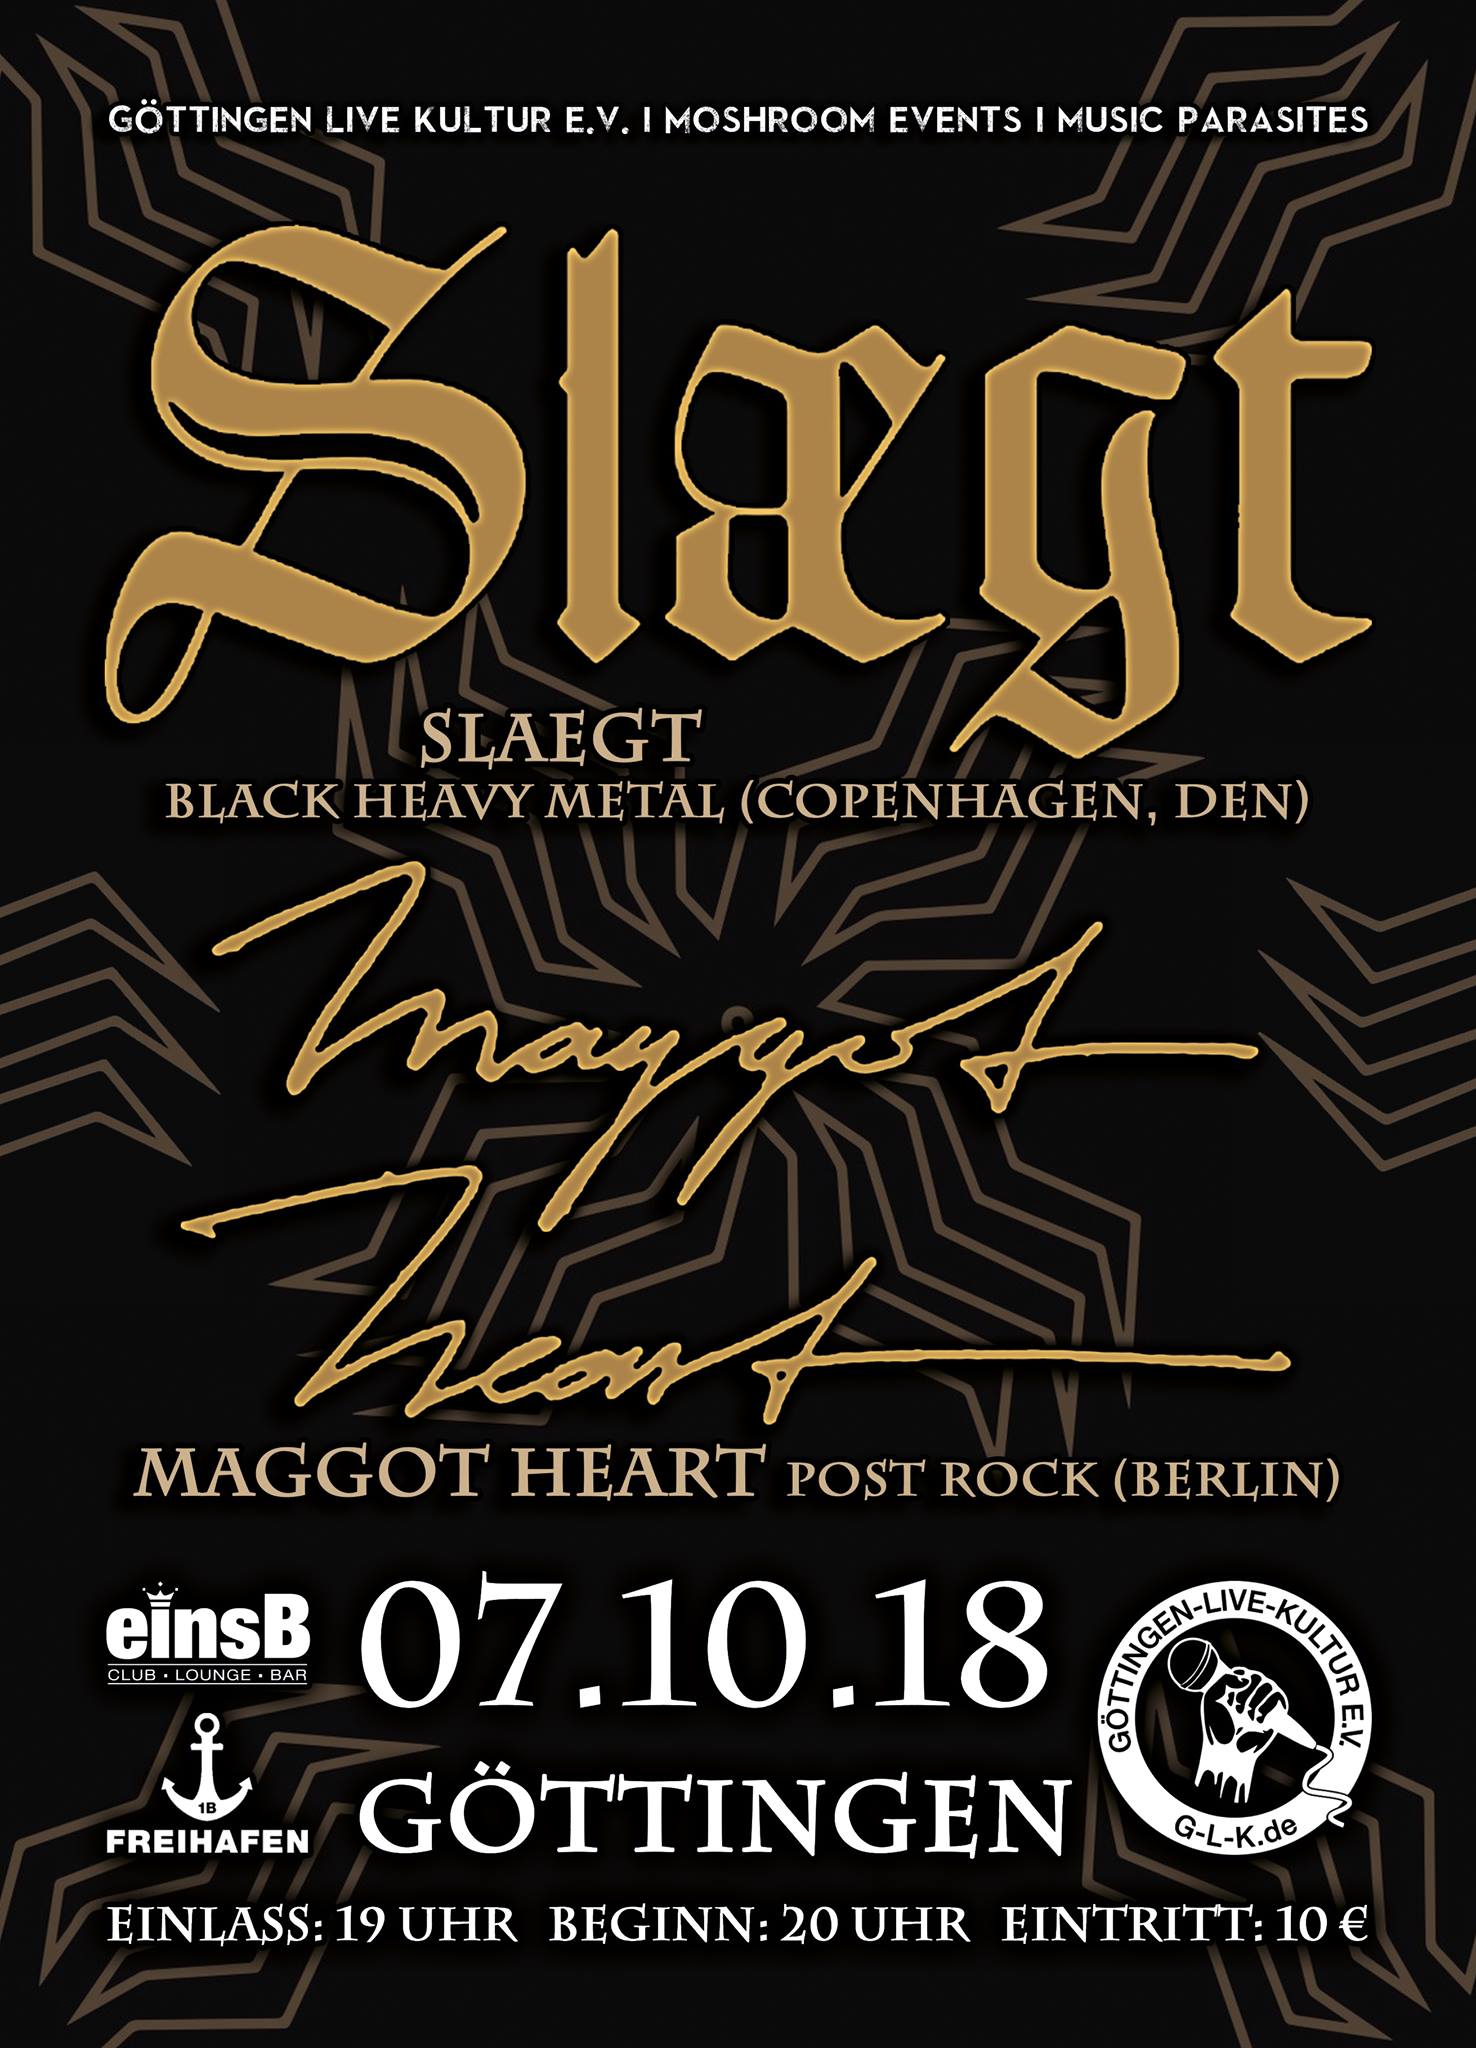 GÖTTINGEN LIVE KULTUR E.V. I MOSHROOM EVENTS I MUSIC PARASITES
Slægt
SLAEGT
BLACK HEAVY METAL (COPENHAGEN, DEN)
Maggot
Heart
MAGGOT HEART POST ROCK (BERLIN)
einsB
CLUB · LOUNGE · BAR
1B
FREIHAFEN
07.10.18
GÖTTINGEN
GÖTTINGEN-LIVE-KULTUR E.V.
G-L-K.de
EINLASS: 19 UHR BEGINN: 20 UHR EINTRITT: 10 €